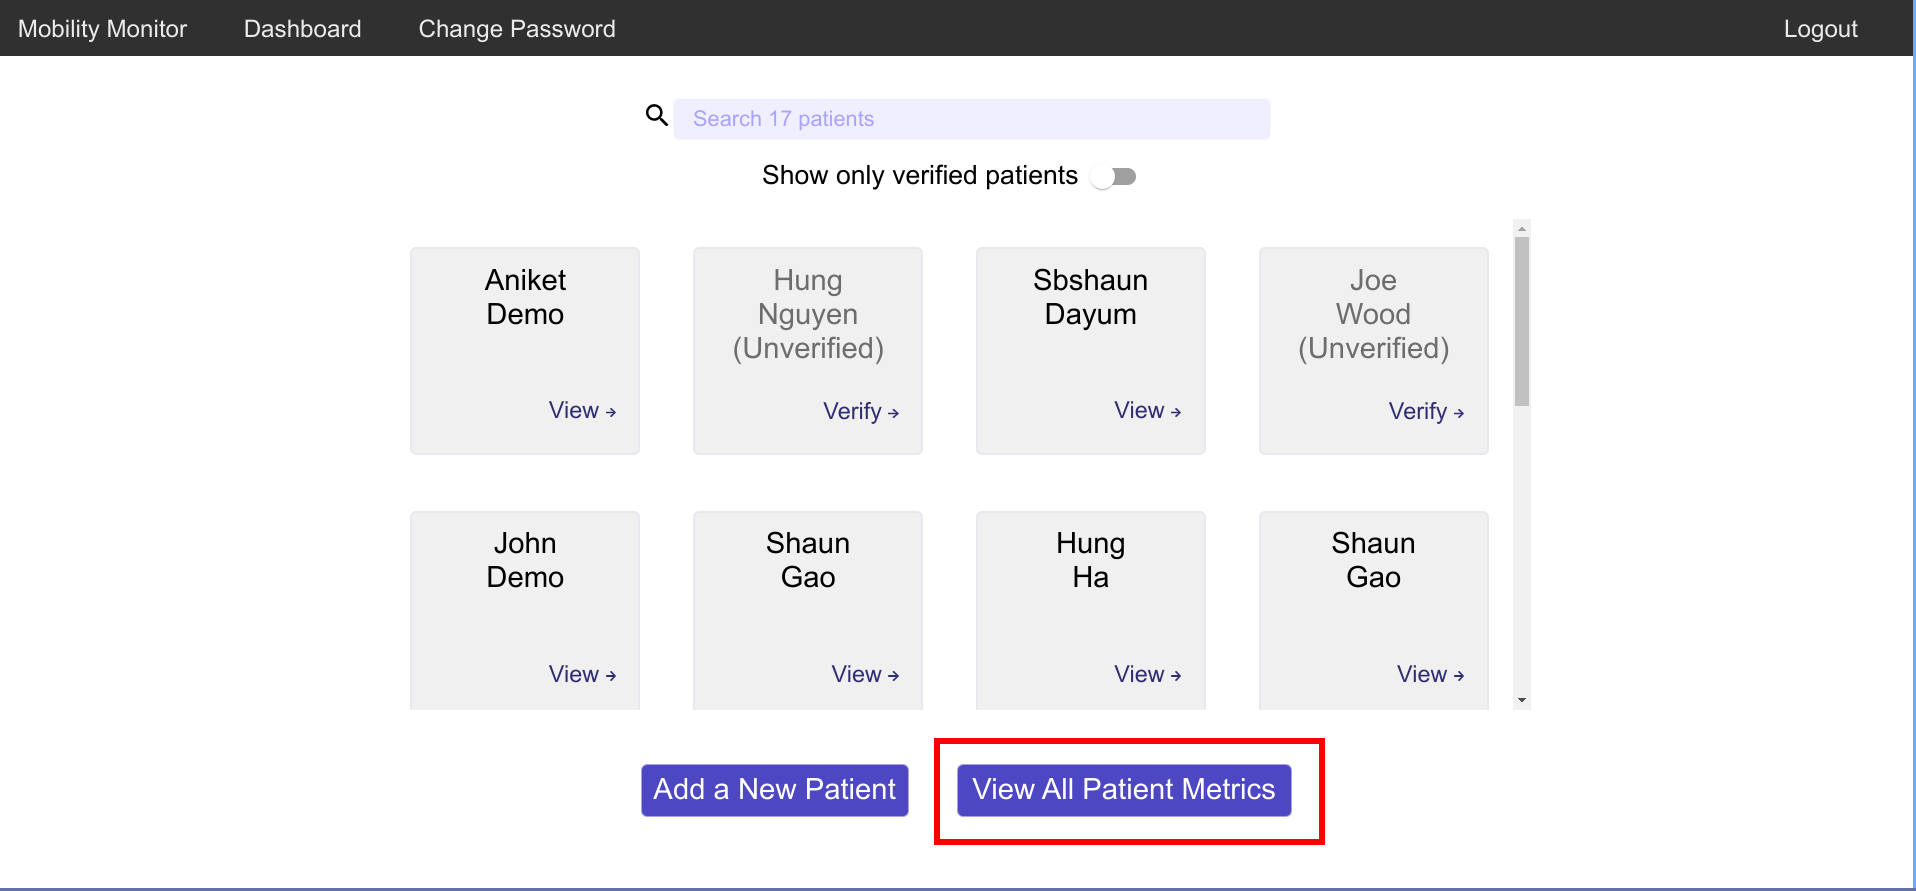 Mobility Monitor Dashboard Change Password Logout
Search 17 patients
Show only verified patients
Aniket
Demo
View →
Hung
Nguyen
(Unverified)
Verify →
Sbshaun
Dayum
View →
Joe
Wood
(Unverified)
Verify →
John
Demo
View →
Shaun
Gao
View →
Hung
Ha
View →
Shaun
Gao
View →
Add a New Patient
View All Patient Metrics